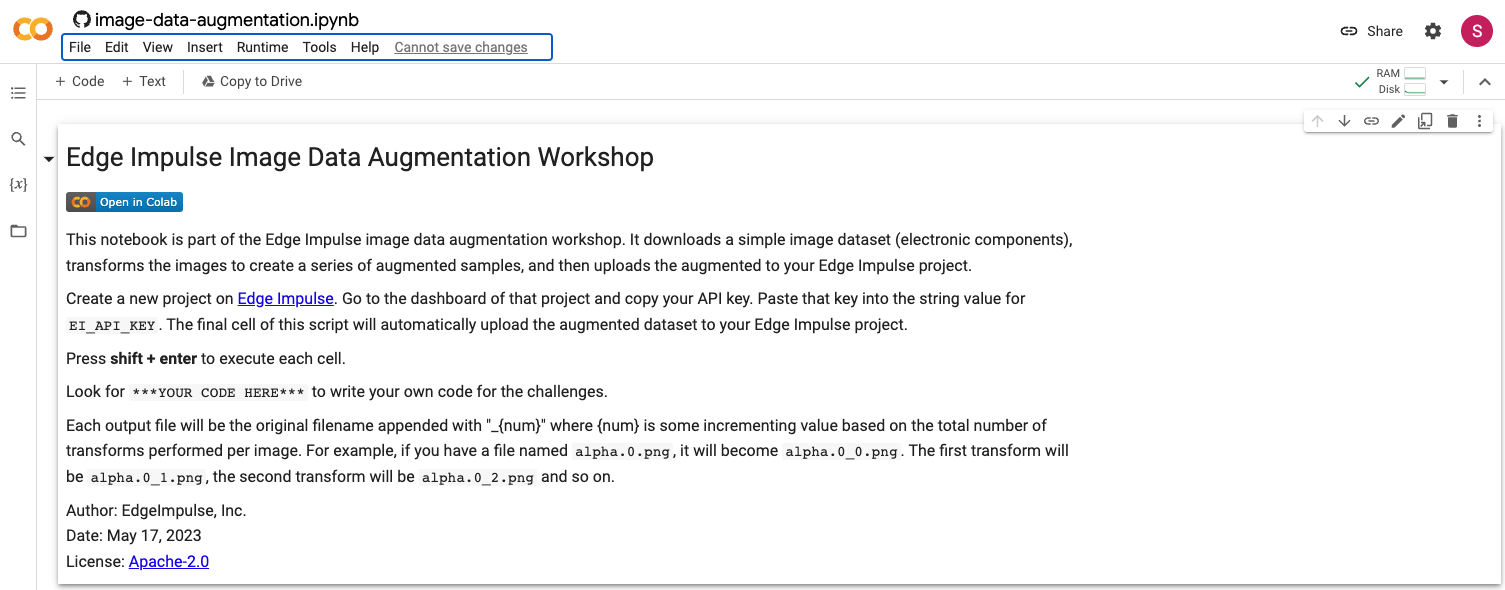 image-data-augmentation.ipynb
File Edit View Insert Runtime Tools Help Cannot save changes
Share
S
+ Code + Text Copy to Drive
RAM
Disk
{x}
Edge Impulse Image Data Augmentation Workshop
CO Open in Colab
This notebook is part of the Edge Impulse image data augmentation workshop. It downloads a simple image dataset (electronic components),
transforms the images to create a series of augmented samples, and then uploads the augmented to your Edge Impulse project.
Create a new project on Edge Impulse. Go to the dashboard of that project and copy your API key. Paste that key into the string value for
EI_API_KEY. The final cell of this script will automatically upload the augmented dataset to your Edge Impulse project.
Press shift + enter to execute each cell.
Look for ***YOUR CODE HERE*** to write your own code for the challenges.
Each output file will be the original filename appended with "_{num}" where {num} is some incrementing value based on the total number of
transforms performed per image. For example, if you have a file named alpha.0.png, it will become alpha.0_0.png. The first transform will
be alpha.0_1.png, the second transform will be alpha.0_2.png and so on.
Author: EdgeImpulse, Inc.
Date: May 17, 2023
License: Apache-2.0